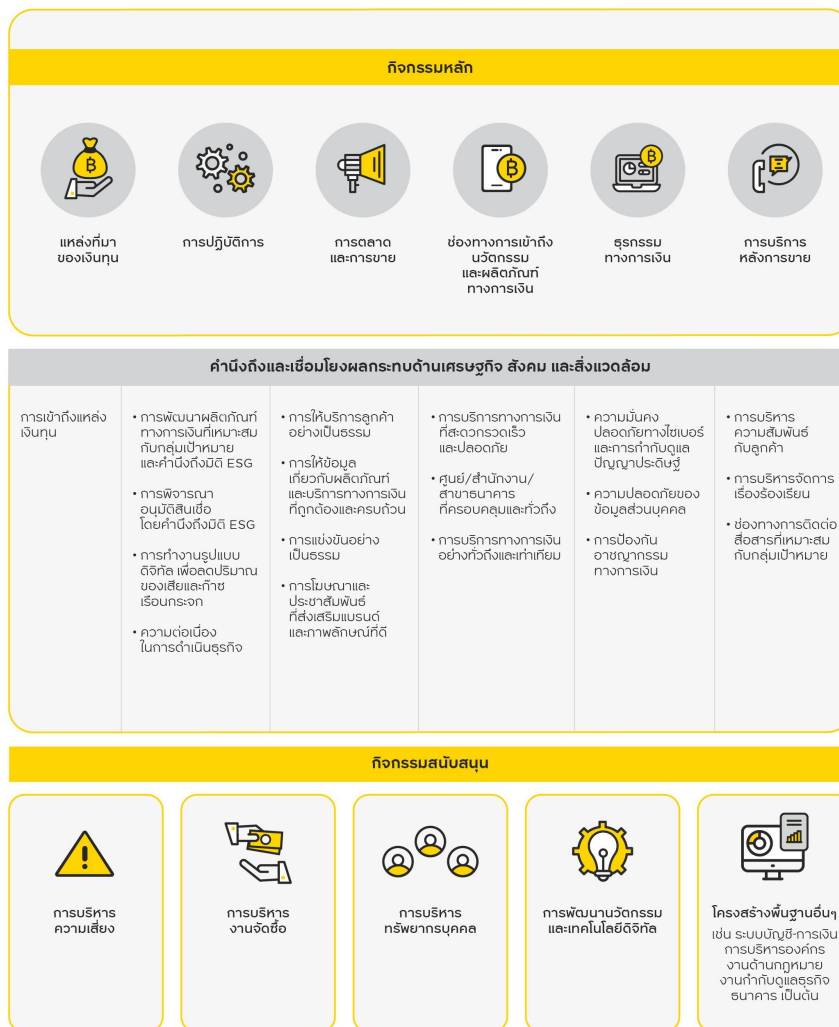 กิจกรรมหลัก
แหล่งที่มา
ของเงินทุน
การปฏิบัติการ
การตลาด
และการขาย
ช่องทางการเข้าถึง
นวัตกรรม
และผลิตภัณฑ์
ทางการเงิน
ธุรกรรม
ทางการเงิน
การบริการ
หลังการขาย
คำนึงถึงและเชื่อมโยงผลกระทบด้านเศรษฐกิจ สังคม และสิ่งแวดล้อม
การเข้าถึงแหล่ง
เงินทุน
• การพัฒนาผลิตภัณฑ์
ทางการเงินที่เหมาะสม
กับกลุ่มเป้าหมาย
และคำนึงถึงมิติ ESG
• การพิจารณา
อนุมัติสินเชื่อ
โดยคำนึงถึงมิติ ESG
• การทำงานรูปแบบ
ดิจิทัล เพื่อลดปริมาณ
ของเสียและก๊าซ
เรือนกระจก
• ความต่อเนื่อง
ในการดำเนินธุรกิจ
• การให้บริการลูกค้า
อย่างเป็นธรรม
• การให้ข้อมูล
เกี่ยวกับผลิตภัณฑ์
และบริการทางการเงิน
ที่ถูกต้องและครบถ้วน
• การแข่งขันอย่าง
เป็นธรรม
• การโฆษณาและ
ประชาสัมพันธ์
ที่ส่งเสริมแบรนด์
และภาพลักษณ์ที่ดี
• การบริการทางการเงิน
ที่สะดวกรวดเร็ว
และปลอดภัย
• ศูนย์/สำนักงาน/
สาขาธนาคาร
ที่ครอบคลุมและทั่วถึง
• การบริการทางการเงิน
อย่างทั่วถึงและเท่าเทียม
• ความมั่นคง
ปลอดภัยทางไซเบอร์
และการกำกับดูแล
ปัญญาประดิษฐ์
• ความปลอดภัยของ
ข้อมูลส่วนบุคคล
• การป้องกัน
อาชญากรรม
ทางการเงิน
• การบริหาร
ความสัมพันธ์
กับลูกค้า
• การบริหารจัดการ
เรื่องร้องเรียน
• ช่องทางการติดต่อ
สื่อสารที่เหมาะสม
กับกลุ่มเป้าหมาย
กิจกรรมสนับสนุน
การบริหาร
ความเสี่ยง
การบริหาร
งานจัดซื้อ
การบริหาร
ทรัพยากรบุคคล
การพัฒนานวัตกรรม
และเทคโนโลยีดิจิทัล
โครงสร้างพื้นฐานอื่นๆ
เช่น ระบบบัญชี-การเงิน
การบริหารองค์กร
งานด้านกฎหมาย
งานกำกับดูแลธุรกิจ
ธนาคาร เป็นต้น